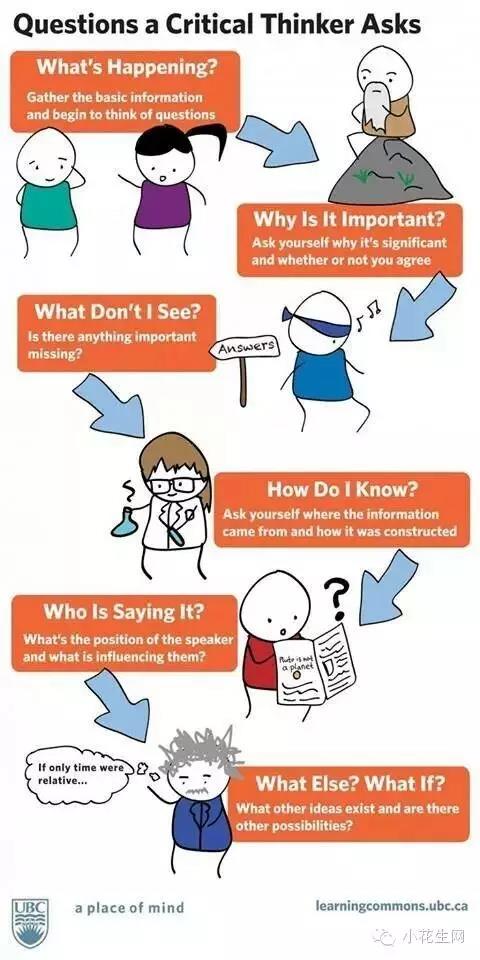 Questions a Critical Thinker Asks
What's Happening?
Gather the basic information
and begin to think of questions
Why Is It Important?
Ask yourself why it's significant
and whether or not you agree
What Don't I See?
Is there anything important
missing?
Answers
How Do I Know?
Ask yourself where the information
came from and how it was constructed
Who Is Saying It?
What's the position of the speaker
and what is influencing them?
?
Pluto is not
a planet
If only time were
relative...
What Else? What If?
What other ideas exist and are there
other possibilities?
UBC
a place of mind
learningcommons.ubc.ca
小花生网